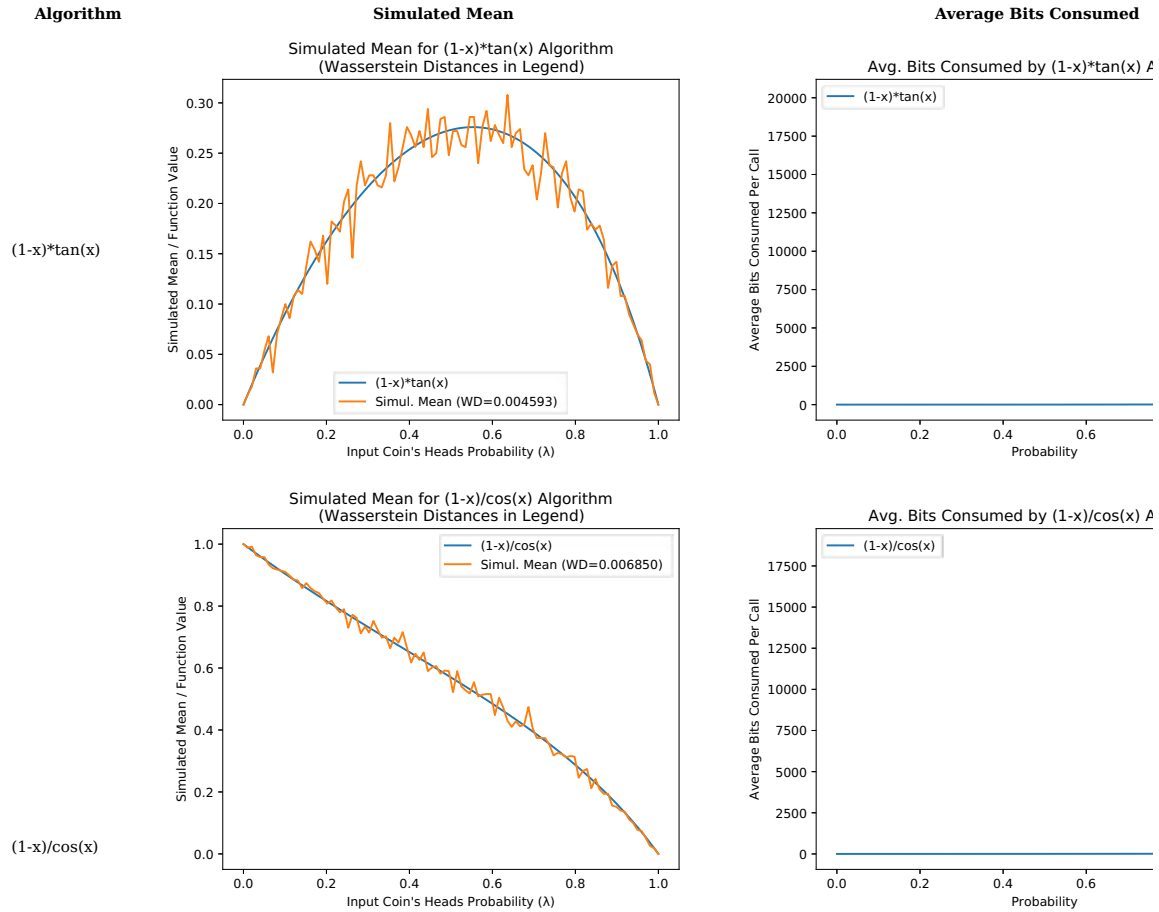 Algorithm
Simulated Mean
Average Bits Consumed
(1-x)*tan(x)
Simulated Mean for (1-x)*tan(x) Algorithm
(Wasserstein Distances in Legend)
Simulated Mean / Function Value
0.30
0.25
0.20
0.15
0.10
0.05
0.00
(1-x)*tan(x)
Simul. Mean (WD=0.004593)
0.0 0.2 0.4 0.6 0.8 1.0
Input Coin's Heads Probability (λ)
Avg. Bits Consumed by (1-x)*tan(x) A
(1-x)*tan(x)
Average Bits Consumed Per Call
20000
17500
15000
12500
10000
7500
5000
2500
0
0.0 0.2 0.4 0.6
Probability
(1-x)/cos(x)
Simulated Mean for (1-x)/cos(x) Algorithm
(Wasserstein Distances in Legend)
(1-x)/cos(x)
Simul. Mean (WD=0.006850)
Simulated Mean / Function Value
1.0
0.8
0.6
0.4
0.2
0.0
0.0 0.2 0.4 0.6 0.8 1.0
Input Coin's Heads Probability (λ)
Avg. Bits Consumed by (1-x)/cos(x) A
(1-x)/cos(x)
Average Bits Consumed Per Call
17500
15000
12500
10000
7500
5000
2500
0
0.0 0.2 0.4 0.6
Probability